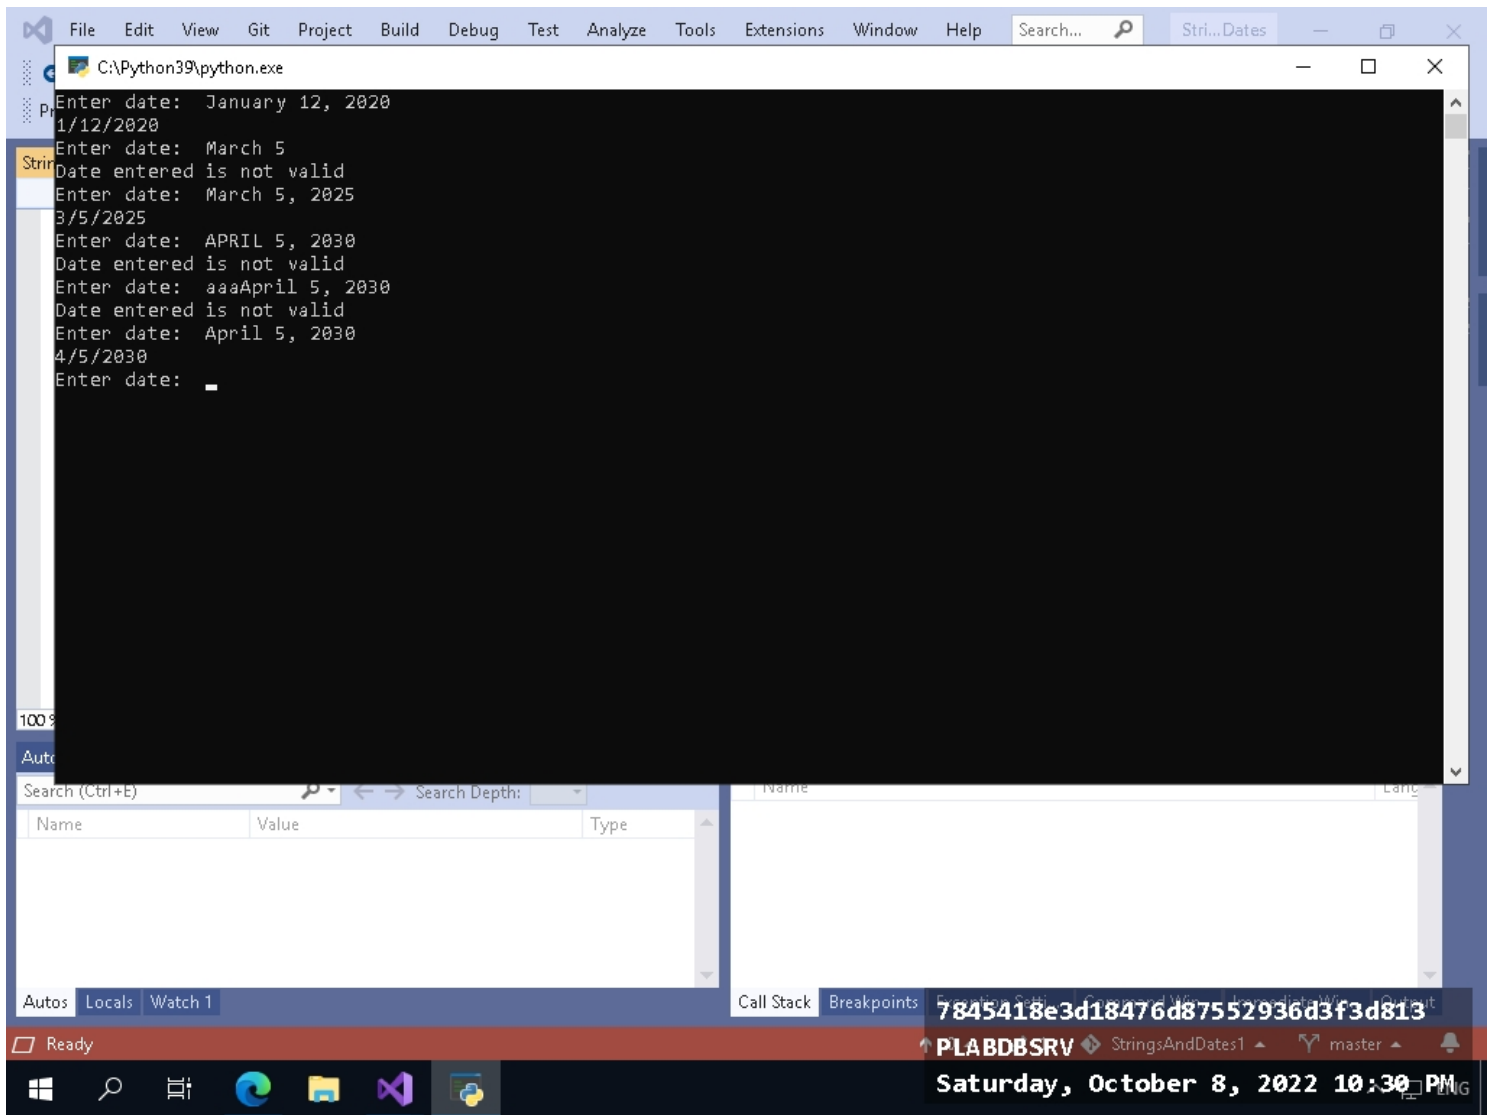 File Edit View Git Project Build Debug Test Analyze Tools Extensions Window Help Search... Stri...Dates
C:\Python39\python.exe
Enter date:  January 12, 2020
1/12/2020
Enter date:  March 5
Date entered is not valid
Enter date:  March 5, 2025
3/5/2025
Enter date:  APRIL 5, 2030
Date entered is not valid
Enter date:  aaaApril 5, 2030
Date entered is not valid
Enter date:  April 5, 2030
4/5/2030
Enter date:
100 %
Search (Ctrl+E) Search Depth:
Name Value Type
Name
Autos Locals Watch 1
Call Stack Breakpoints
7845418e3d18476d87552936d3f3d813
Ready
PLABDBSRV StringsAndDates1 master
Saturday, October 8, 2022 10:30 PM